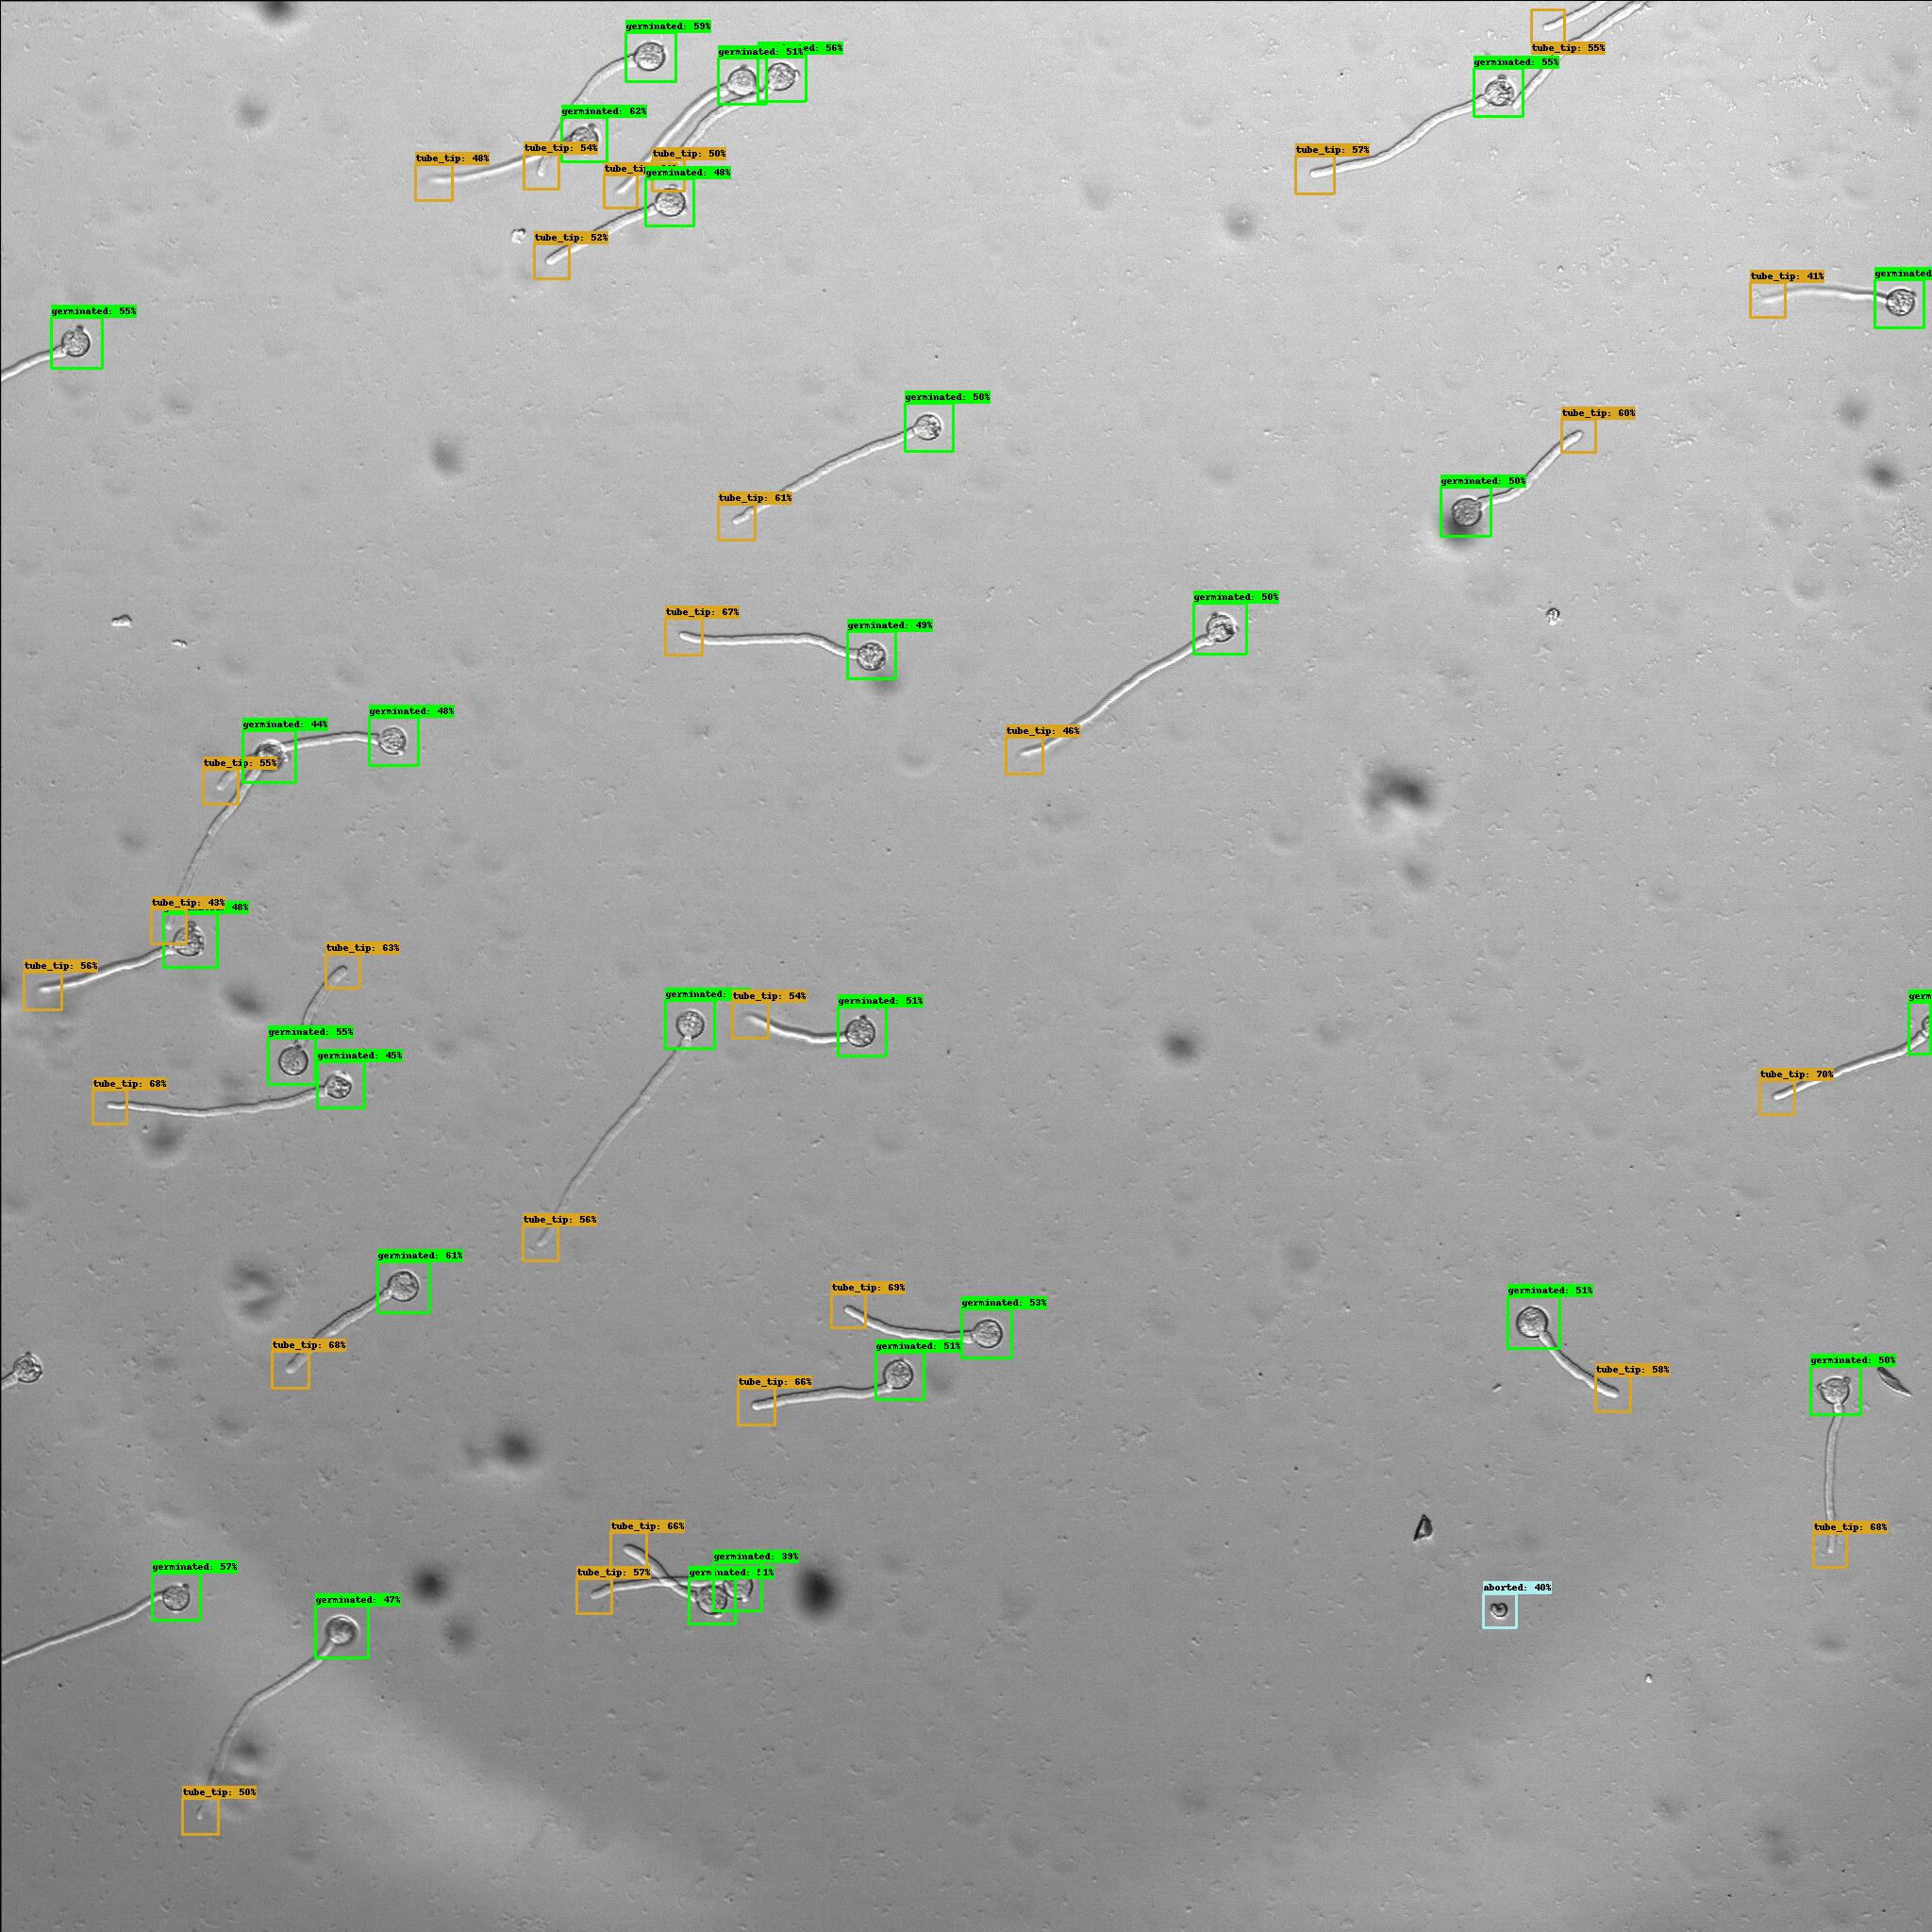 germinated: 59%
germinated: 51%
ed: 56%
tube_tip: 55%
germinated: 55%
germinated: 62%
tube_tip: 54%
tube_tip: 48%
tube_tip: 50%
tube_tip: 57%
germinated: 48%
tube_tip: 52%
germinated
tube_tip: 41%
germinated: 55%
germinated: 50%
tube_tip: 60%
germinated: 50%
tube_tip: 61%
germinated: 50%
tube_tip: 67%
germinated: 49%
germinated: 48%
germinated: 44%
tube_tip: 46%
tube_tip: 55%
tube_tip: 43%
48%
tube_tip: 63%
tube_tip: 56%
germinated:
tube_tip: 54%
germinated: 51%
germ
germinated: 55%
germinated: 45%
tube_tip: 70%
tube_tip: 68%
tube_tip: 56%
germinated: 61%
tube_tip: 69%
germinated: 51%
germinated: 53%
tube_tip: 68%
germinated: 51%
germinated: 50%
tube_tip: 58%
tube_tip: 66%
tube_tip: 66%
tube_tip: 68%
germinated: 39%
germinated: 57%
tube_tip: 57%
germinated: 51%
aborted: 40%
germinated: 47%
tube_tip: 50%